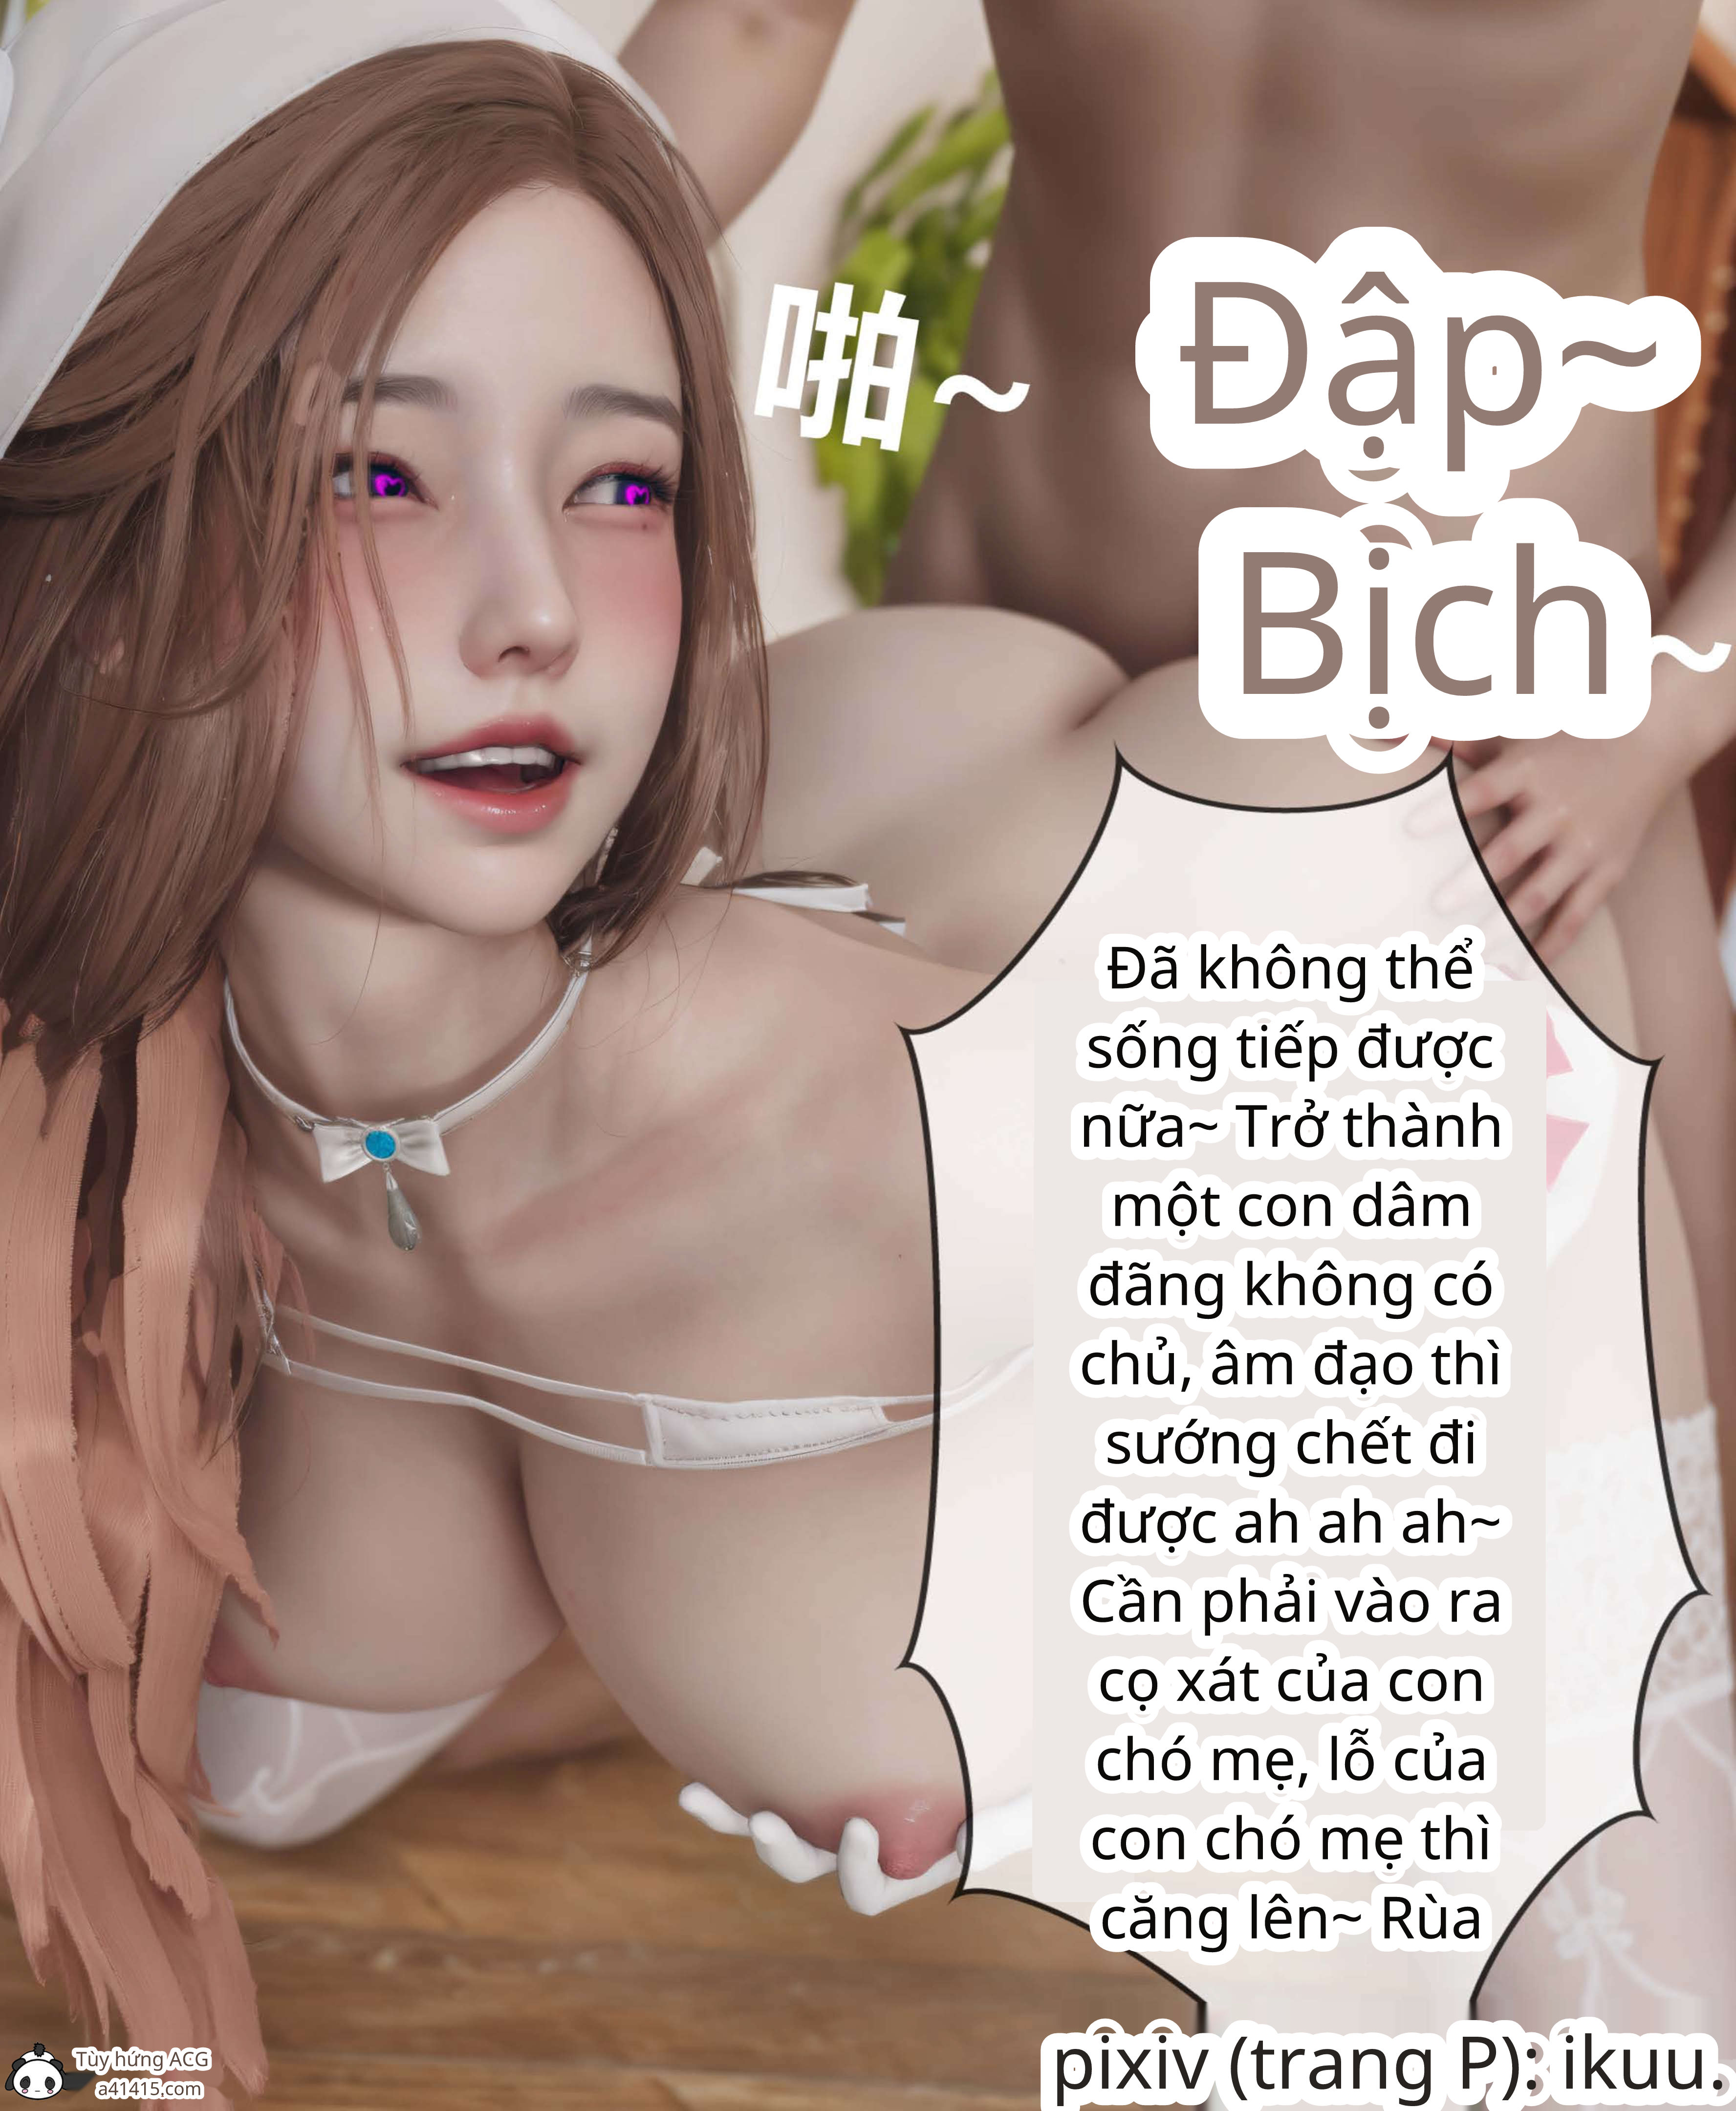 啪~
Đập~
Bịch~
Đã không thể
sống tiếp được
nữa~ Trở thành
một con dâm
đãng không có
chủ, âm đạo thì
sướng chết đi
được ah ah ah~
Cần phải vào ra
cọ xát của con
chó mẹ, lỗ của
con chó mẹ thì
căng lên~ Rùa
Tùy hứng ACG
a41415.com
pixiv (trang P): ikuu.